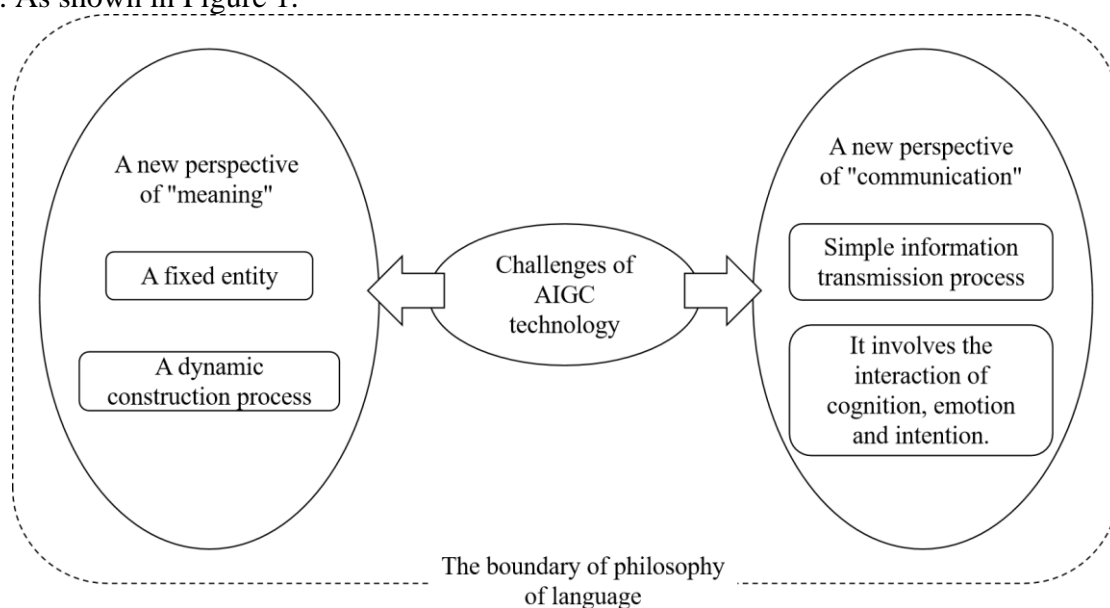 . As shown in Figure 1.
A new perspective
of "meaning"
A fixed entity
A dynamic
construction process
Challenges of
AIGC
technology
A new perspective
of "communication"
Simple information
transmission process
It involves the
interaction of
cognition, emotion
and intention.
The boundary of philosophy
of language